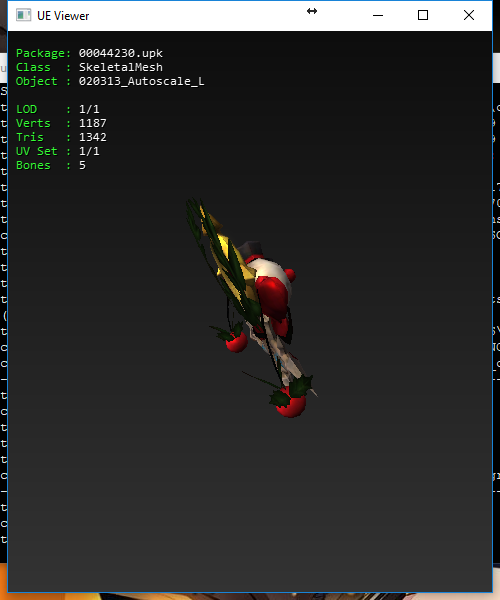 UE Viewer
Package: 00044230.upk
Class : SkeletalMesh
Object : 020313_Autoscale_L
LOD : 1/1
Verts : 1187
Tris : 1342
UV Set : 1/1
Bones : 5